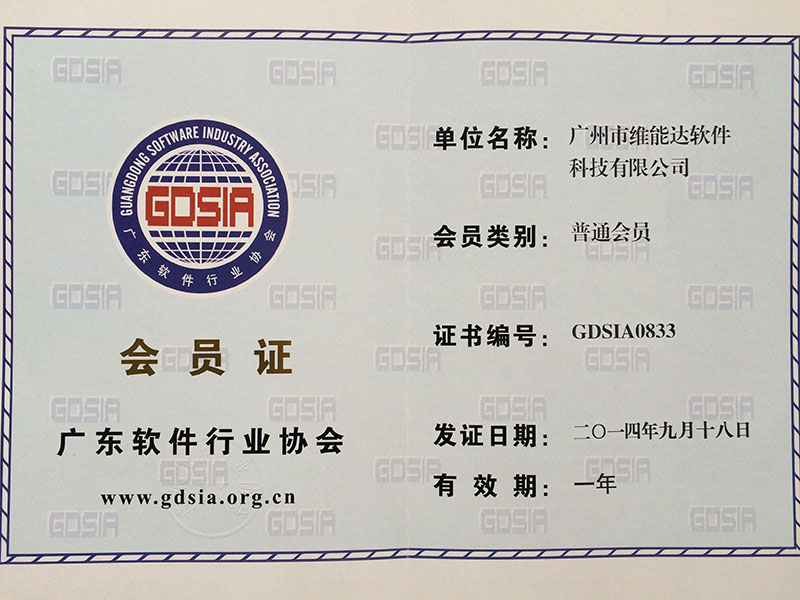 GUANGDONG SOFTWARE INDUSTRY ASSOCIATION
GDSIA
广东软件行业协会
会员证
广东软件行业协会
www.gdsia.org.cn
单位名称：广州市维能达软件
科技有限公司
会员类别：普通会员
证书编号：GDSIA0833
发证日期：二〇一四年九月十八日
有效期：一年